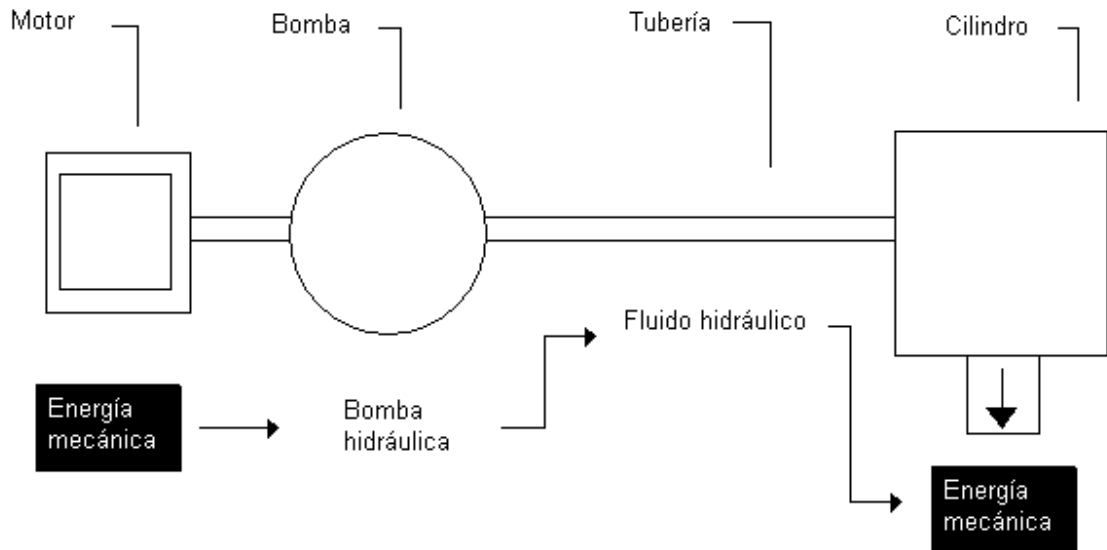 Motor
Bomba
Tubería
Cilindro
Fluido hidráulico
Energía
mecánica
Bomba
hidráulica
Energía
mecánica